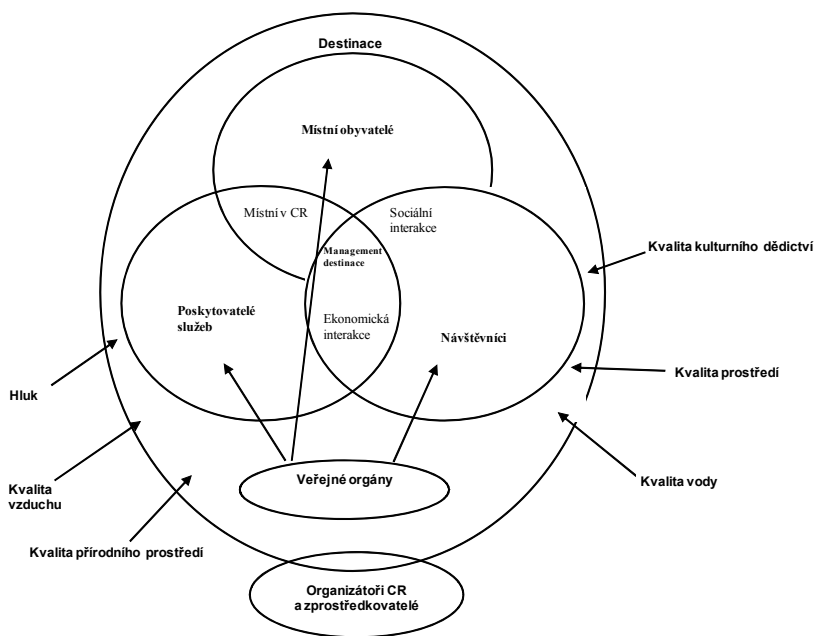 Destinace
Místní obyvatelé
Místní v CR
Sociální
interakce
Management
destinace
Kvalita kulturního dědictví
Poskytovatelé
služeb
Ekonomická
interakce
Návštěvníci
Kvalita prostředí
Hluk
Veřejné orgány
Kvalita vody
Kvalita
vzduchu
Kvalita přírodního prostředí
Organizátoři CR
a zprostředkovatelé